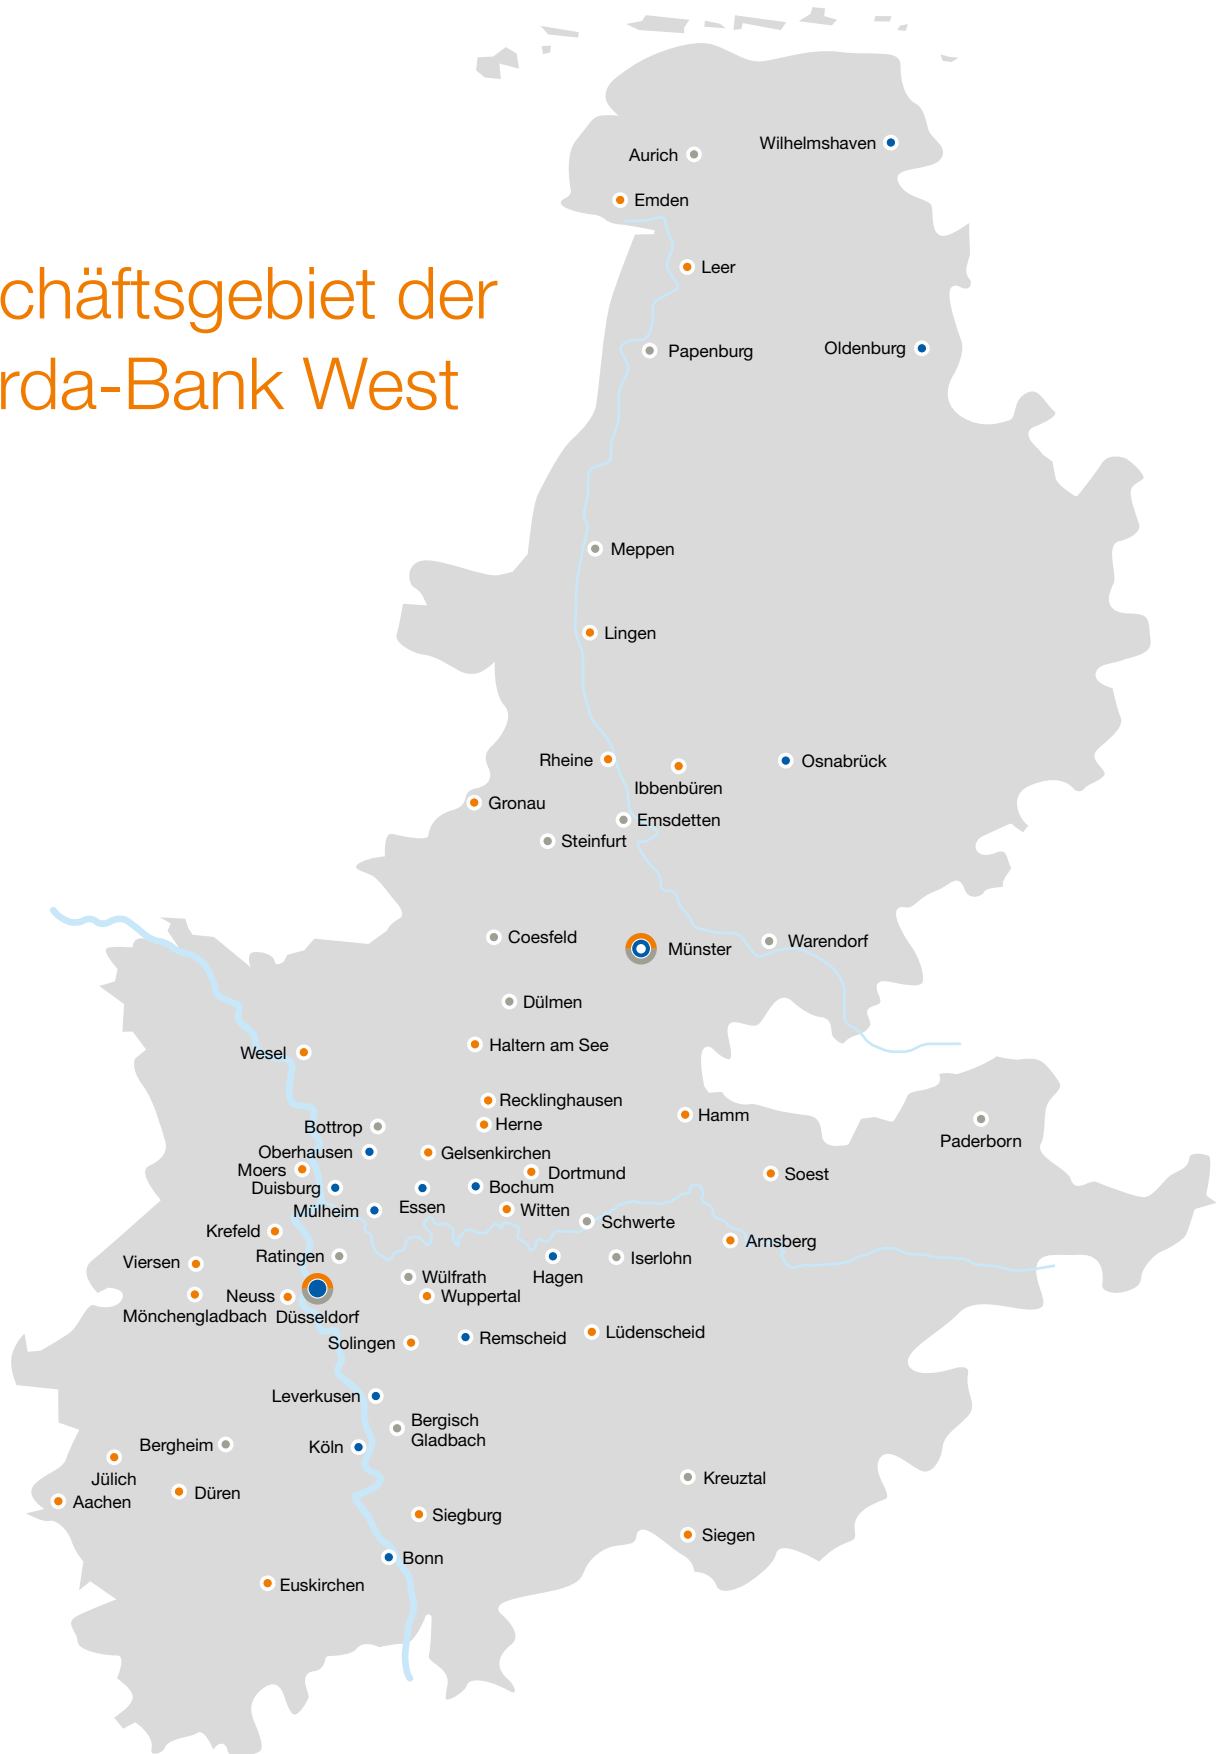 chäftsgebiet der
rda-Bank West
Wilhelmshaven
Aurich
Emden
Leer
Oldenburg
Papenburg
Meppen
Lingen
Rheine
Osnabrück
Ibbenbüren
Gronau
Emsdetten
Steinfurt
Coesfeld
Warendorf
Münster
Dülmen
Haltern am See
Wesel
Recklinghausen
Hamm
Herne
Bottrop
Paderborn
Oberhausen
Gelsenkirchen
Moers
Dortmund
Soest
Duisburg
Bochum
Essen
Mülheim
Witten
Schwerte
Krefeld
Arnsberg
Ratingen
Iserlohn
Viersen
Wülfrath
Hagen
Neuss
Wuppertal
Mönchengladbach
Düsseldorf
Lüdenscheid
Remscheid
Solingen
Leverkusen
Bergisch
Gladbach
Bergheim
Köln
Jülich
Kreuztal
Düren
Aachen
Siegburg
Siegen
Bonn
Euskirchen